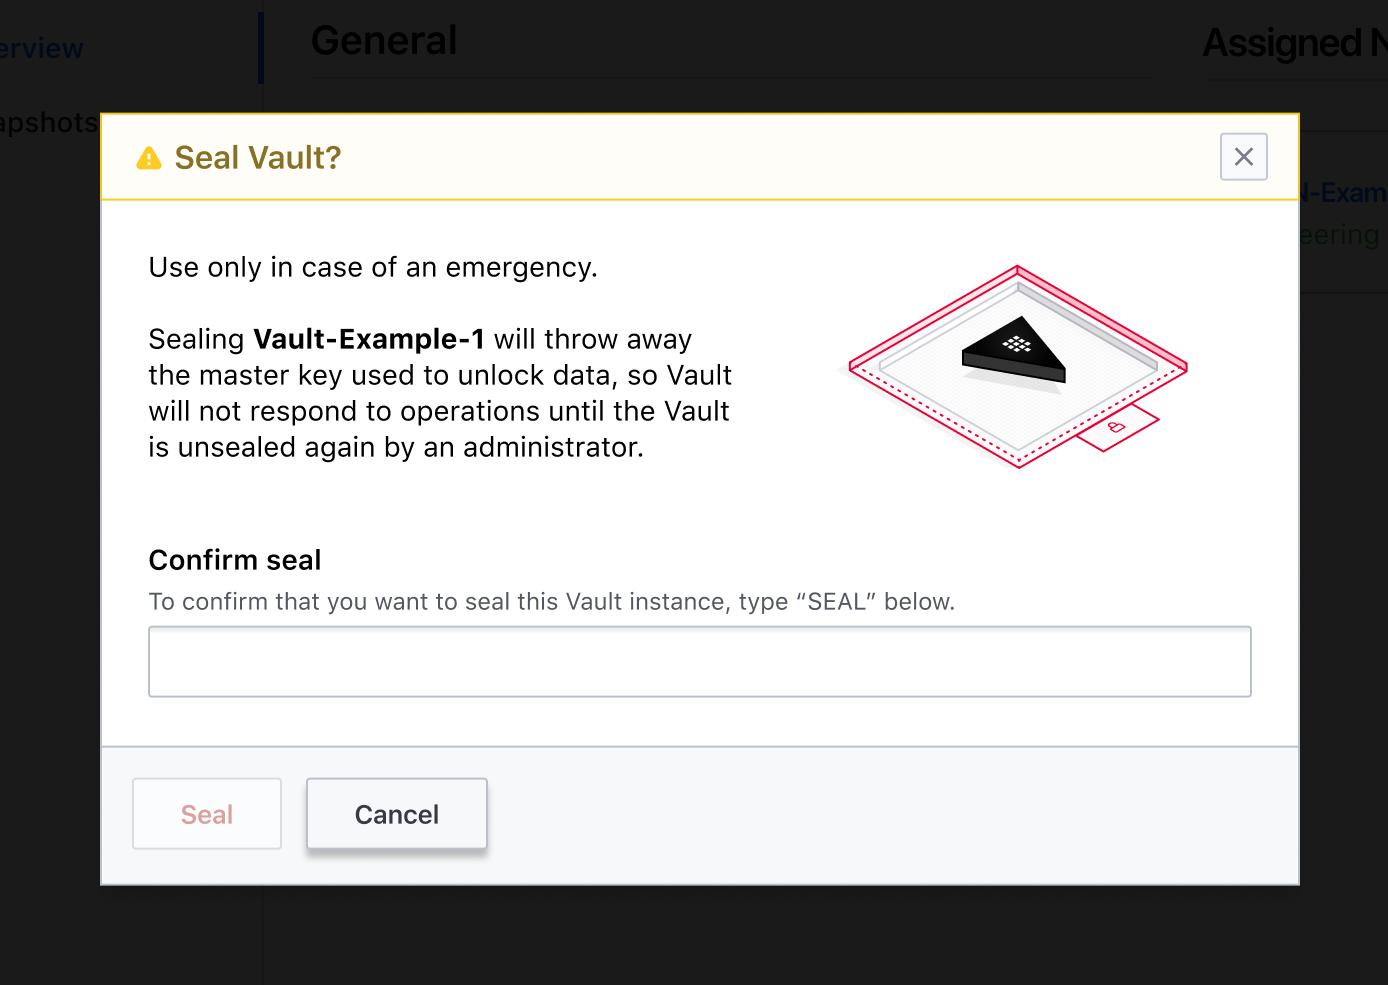 erview
General
Assigned N
apshots
Seal Vault?
N-Exam
eering
Use only in case of an emergency.
Sealing Vault-Example-1 will throw away
the master key used to unlock data, so Vault
will not respond to operations until the Vault
is unsealed again by an administrator.
Confirm seal
To confirm that you want to seal this Vault instance, type “SEAL” below.
Seal
Cancel